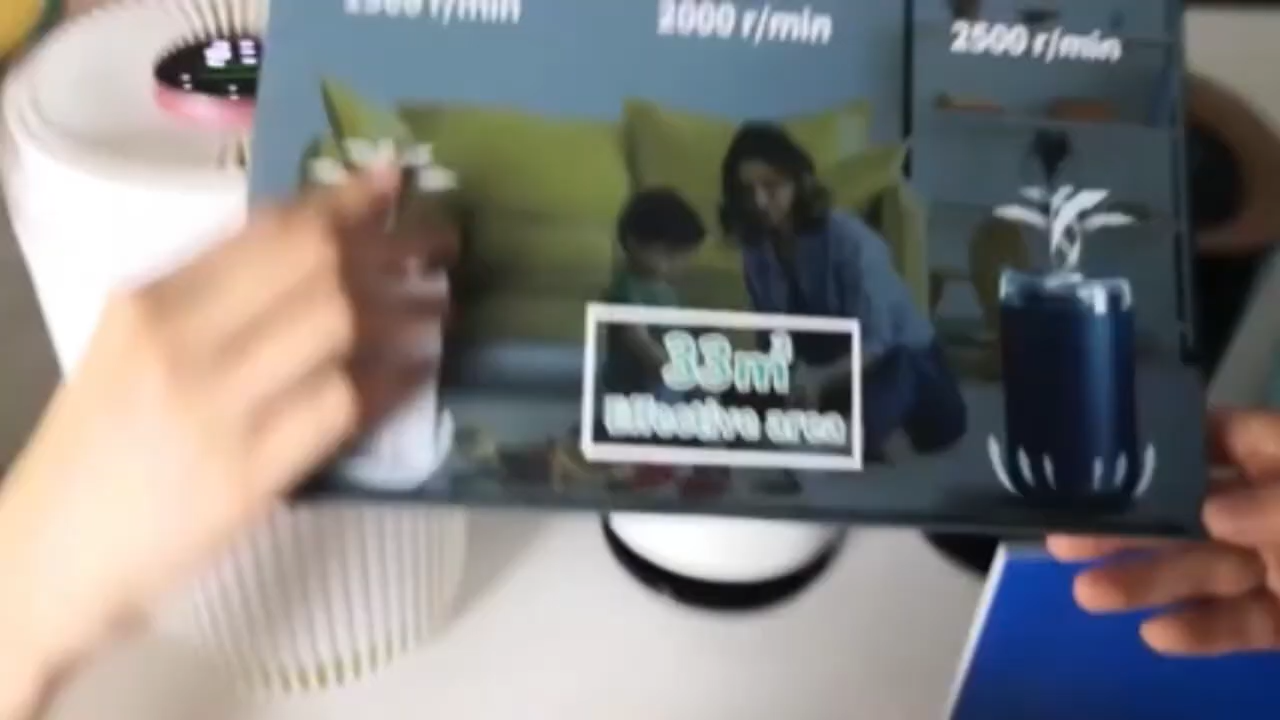 2000 r/min
2500 r/min
33㎡
Effective area